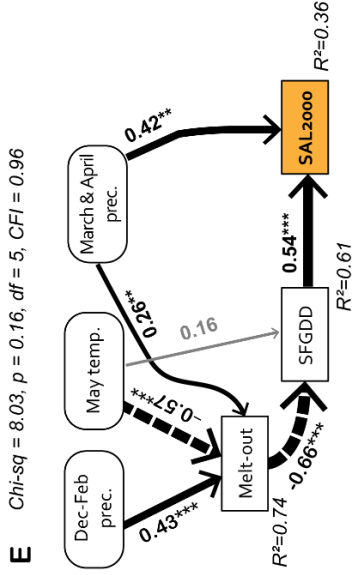 E Chi-sq = 8.03, p = 0.16, df = 5, CFI = 0.96
Dec-Feb
prec.
May temp.
March & April
prec.
0.43***
-0.57***
0.26**
0.16
0.42**
Melt-out
R²=0.74
-0.66***
SFGDD
R²=0.61
0.54***
SAL2000
R²=0.36